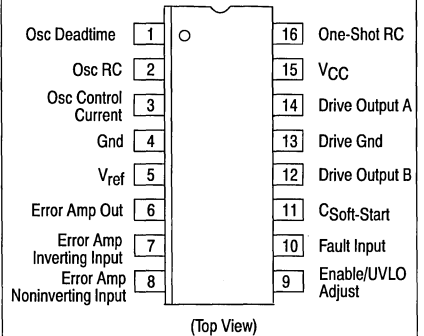 Osc Deadtime 1 16 One-Shot RC
Osc RC 2 15 VCC
Osc Control
Current 3 14 Drive Output A
Gnd 4 13 Drive Gnd
Vref 5 12 Drive Output B
Error Amp Out 6 11 CSoft-Start
Error Amp
Inverting Input 7 10 Fault Input
Error Amp
Noninverting Input 8 9 Enable/UVLO
Adjust
(Top View)